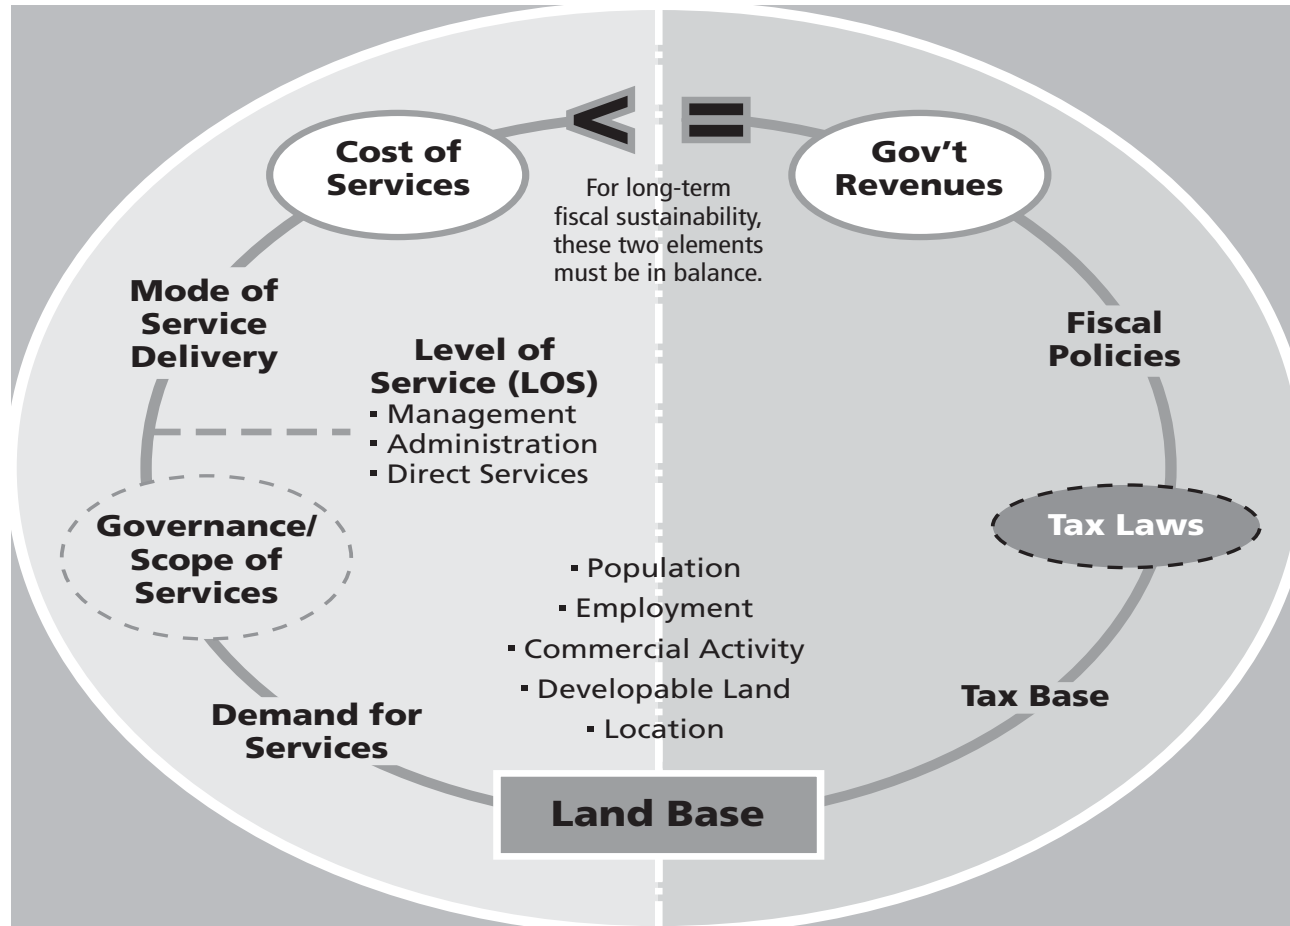 < =
Cost of
Services
Gov't
Revenues
For long-term
fiscal sustainability,
these two elements
must be in balance.
Mode of
Service
Delivery
Fiscal
Policies
Level of
Service (LOS)
▪ Management
▪ Administration
▪ Direct Services
Governance/
Scope of
Services
Tax Laws
▪ Population
▪ Employment
▪ Commercial Activity
▪ Developable Land
▪ Location
Demand for
Services
Tax Base
Land Base